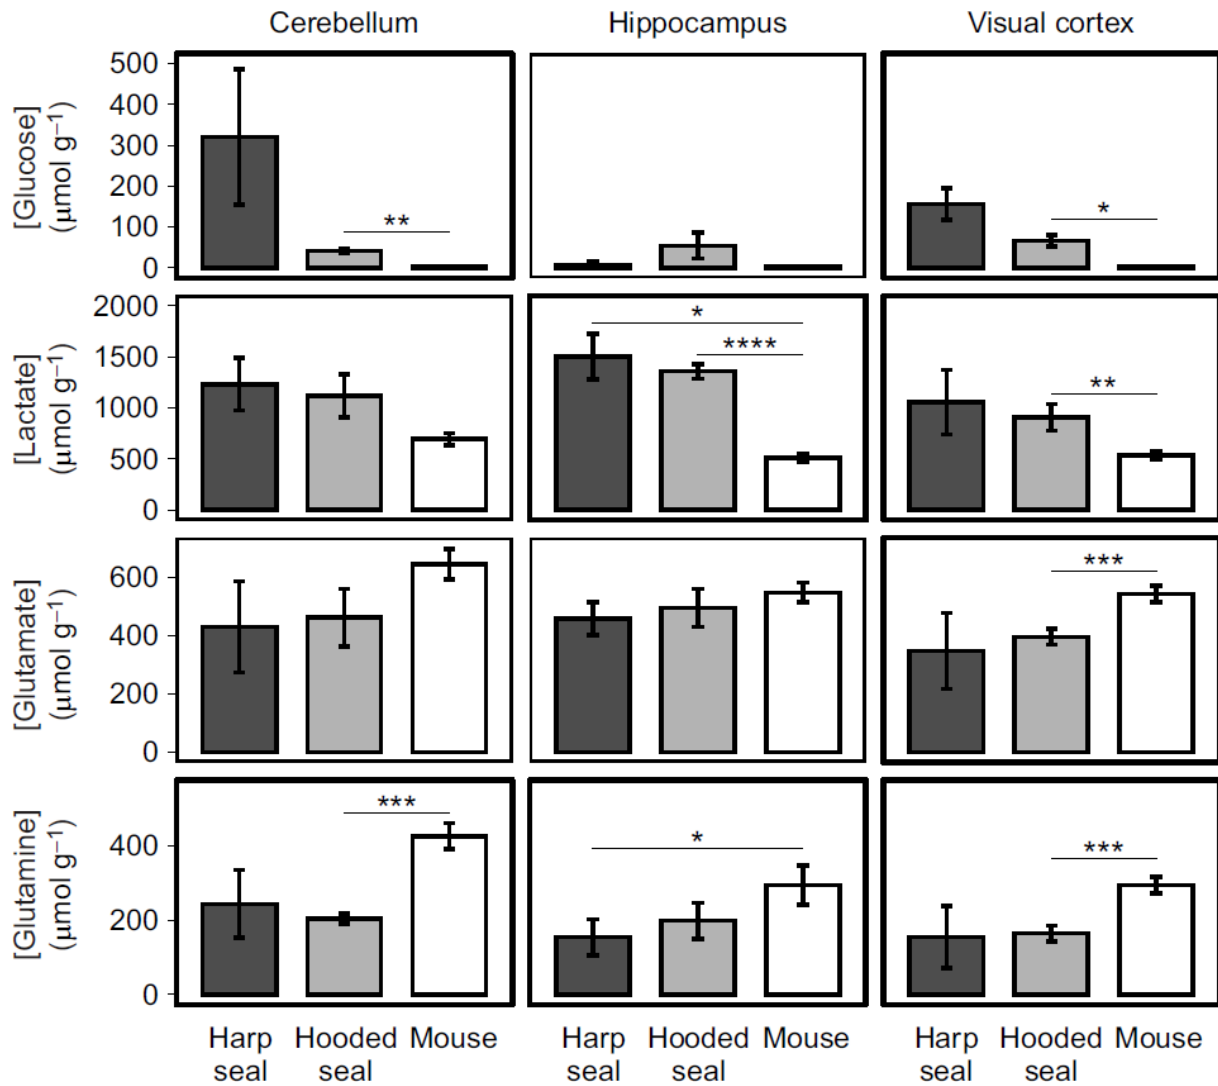 Cerebellum Hippocampus Visual cortex
[Glucose]
(μmol g⁻¹)
500
400
300
200
100
0
**
*
[Lactate]
(μmol g⁻¹)
2000
1500
1000
500
0
*
****
**
[Glutamate]
(μmol g⁻¹)
600
400
200
0
***
[Glutamine]
(μmol g⁻¹)
400
200
0
***
*
***
Harp Hooded Mouse Harp Hooded Mouse Harp Hooded Mouse
seal seal seal seal seal seal